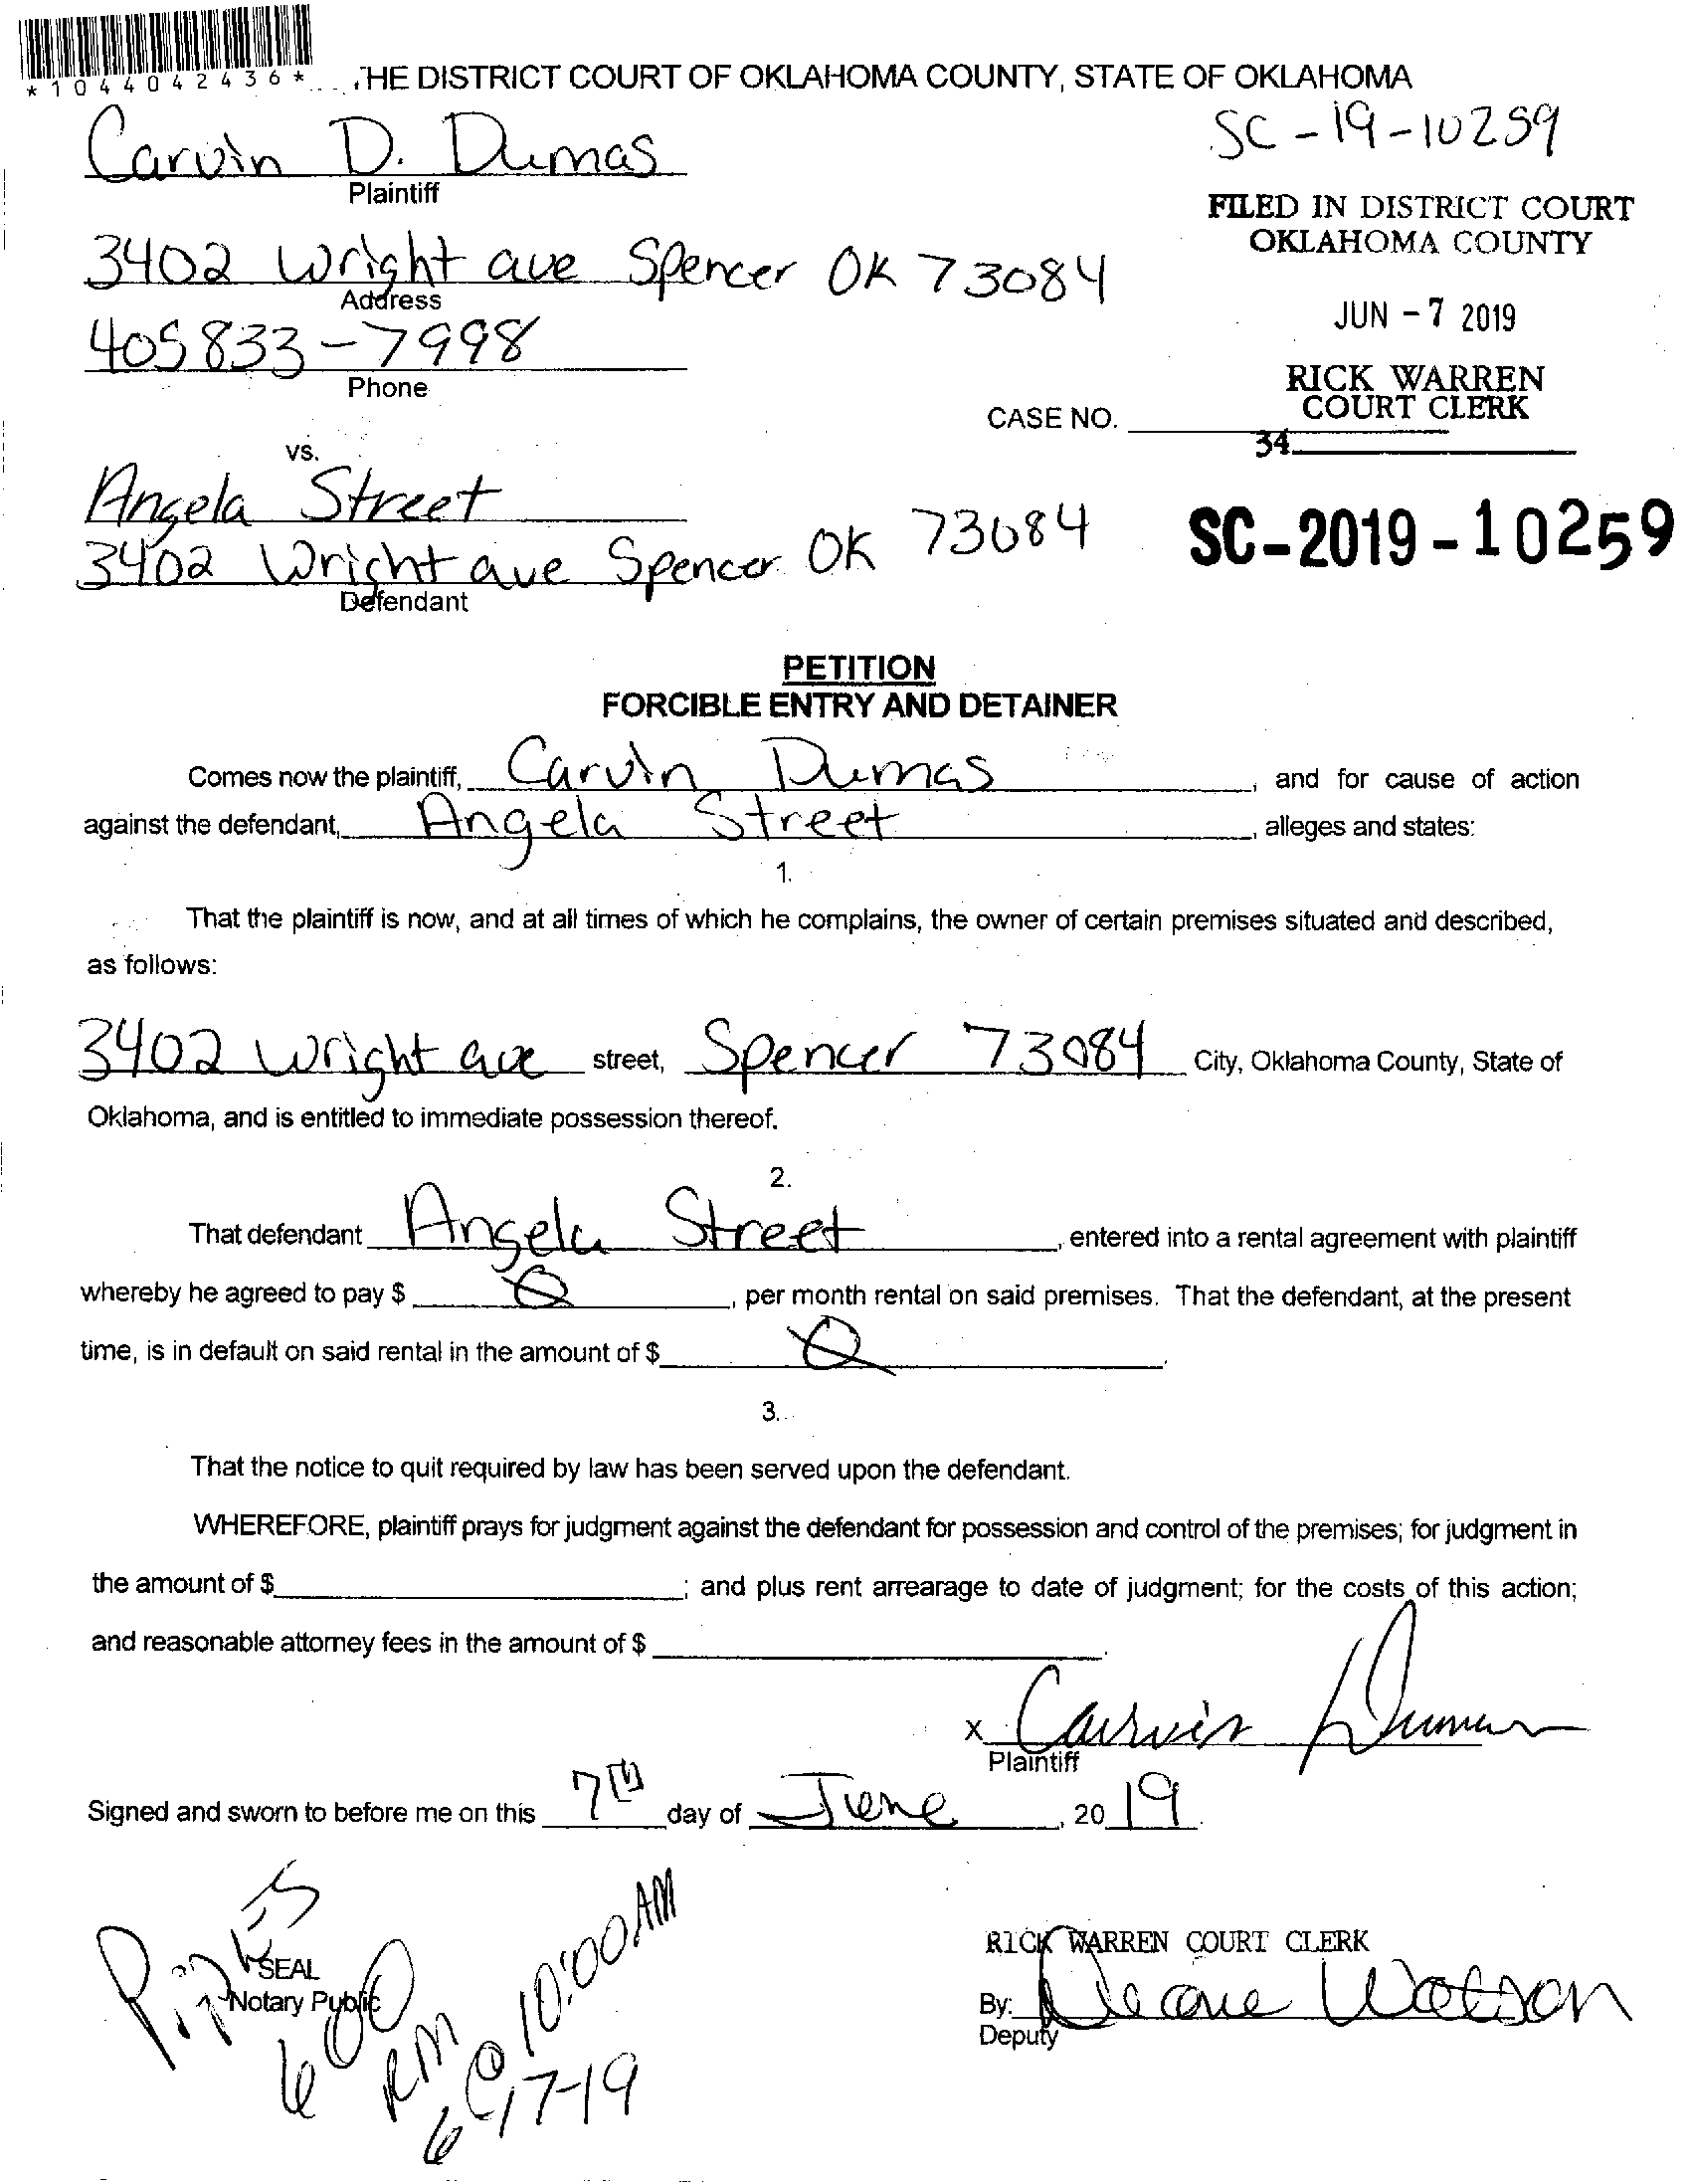 *1044042436*
THE DISTRICT COURT OF OKLAHOMA COUNTY, STATE OF OKLAHOMA
SC-19-10259
Carvin D. Dumas
Plaintiff
FILED IN DISTRICT COURT
OKLAHOMA COUNTY
3402 Wright ave Spencer OK 73084
Address
JUN - 7 2019
405 833-7998
Phone
RICK WARREN
COURT CLERK
CASE NO.
34
vs.
Angela Street
3402 Wright ave Spencer OK 73084
Defendant
SC-2019-10259
PETITION
FORCIBLE ENTRY AND DETAINER
Comes now the plaintiff, Carvin Dumas, and for cause of action
against the defendant, Angela Street, alleges and states:
1.
That the plaintiff is now, and at all times of which he complains, the owner of certain premises situated and described,
as follows:
3402 Wright ave street, Spencer 73084 City, Oklahoma County, State of
Oklahoma, and is entitled to immediate possession thereof.
2.
That defendant Angela Street, entered into a rental agreement with plaintiff
whereby he agreed to pay $ 0, per month rental on said premises. That the defendant, at the present
time, is in default on said rental in the amount of $ 0.
3.
That the notice to quit required by law has been served upon the defendant.
WHEREFORE, plaintiff prays for judgment against the defendant for possession and control of the premises; for judgment in
the amount of $ ; and plus rent arrearage to date of judgment; for the costs of this action;
and reasonable attorney fees in the amount of $ .
X Carvin Dumas
Plaintiff
Signed and sworn to before me on this 7th day of June, 2019.
SEAL
Notary Public
600
RM
@ 10:00 AM
6-17-19
RICK WARREN COURT CLERK
By: Watson
Deputy